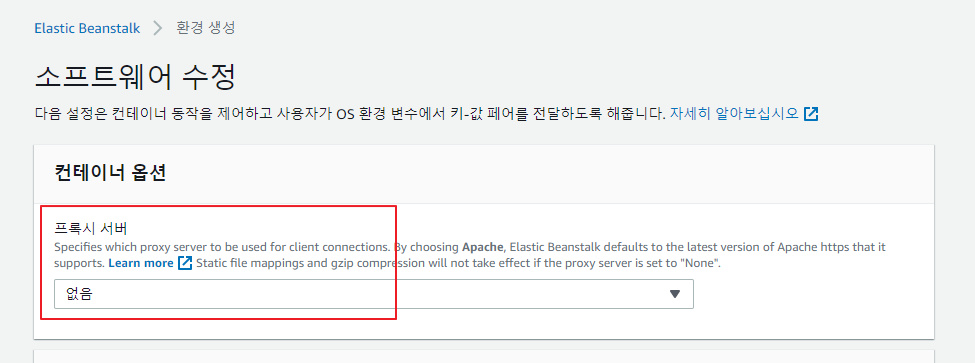 Elastic Beanstalk > 환경 생성
소프트웨어 수정
다음 설정은 컨테이너 동작을 제어하고 사용자가 OS 환경 변수에서 키-값 페어를 전달하도록 해줍니다. 자세히 알아보십시오
컨테이너 옵션
프록시 서버
Specifies which proxy server to be used for client connections. By choosing Apache, Elastic Beanstalk defaults to the latest version of Apache https that it
supports. Learn more Static file mappings and gzip compression will not take effect if the proxy server is set to "None".
없음